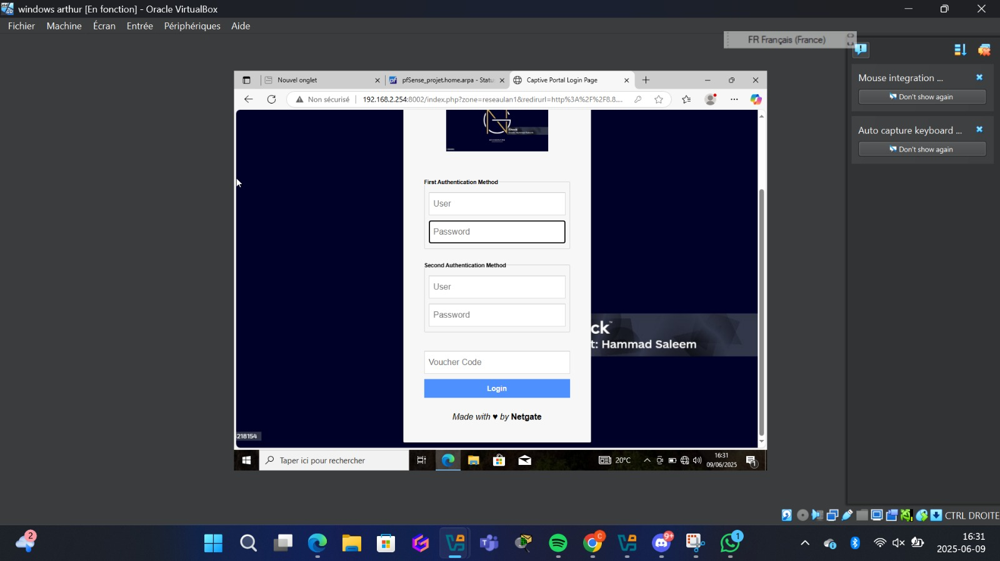 windows arthur [En fonction] - Oracle VirtualBox
Fichier Machine Écran Entrée Périphériques Aide
FR Français (France)
Mouse integration ...
Don't show again
Auto capture keyboard ...
Don't show again
Nouvel onglet
pfSense_projet.home.arpa - Statu
Captive Portal Login Page
Non sécurisé
192.168.2.254:8002/index.php?zone=reseaulan1&redirurl=http%3A%2F%2F8.8....
GN
First Authentication Method
User
Password
Second Authentication Method
User
Password
Voucher Code
Login
Made with ♥ by Netgate
ck™
t: Hammad Saleem
218154
Taper ici pour rechercher
20°C
16:31
09/06/2025
1
CTRL DROITE
2
C
9+
1
16:31
2025-06-09